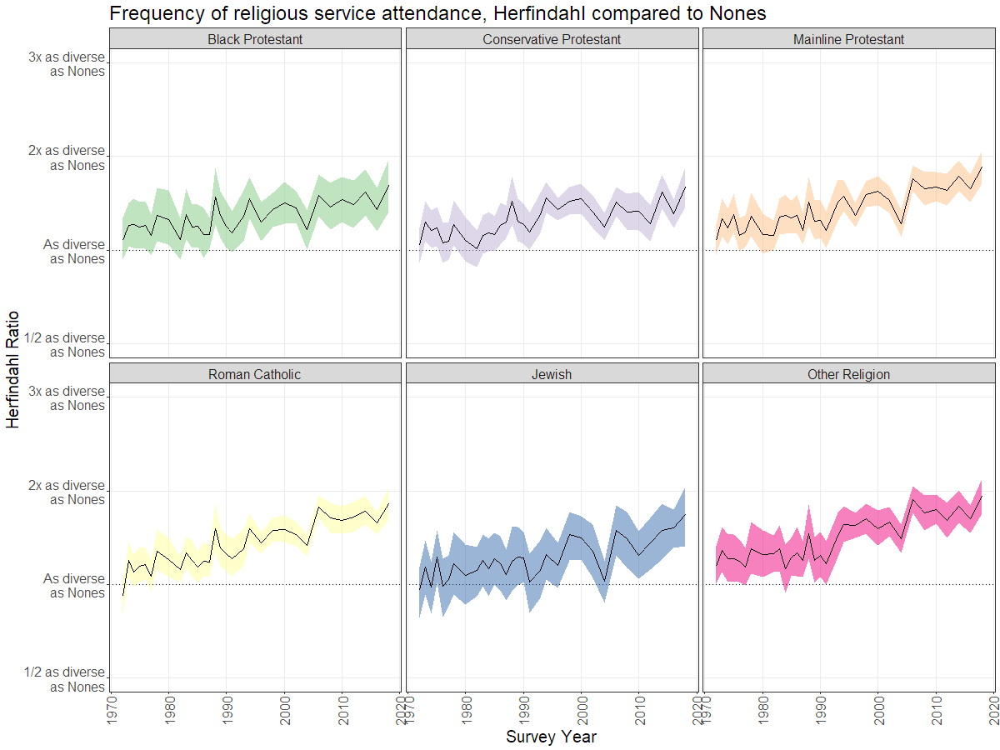 Frequency of religious service attendance, Herfindahl compared to Nones
Black Protestant
Conservative Protestant
Mainline Protestant
3x as diverse
as Nones
2x as diverse
as Nones
As diverse
as Nones
1/2 as diverse
as Nones
Herfindahl Ratio
Roman Catholic
Jewish
Other Religion
3x as diverse
as Nones
2x as diverse
as Nones
As diverse
as Nones
1/2 as diverse
as Nones
1970
1980
1990
2000
2010
2020
1970
1980
1990
2000
2010
2020
1970
1980
1990
2000
2010
2020
Survey Year